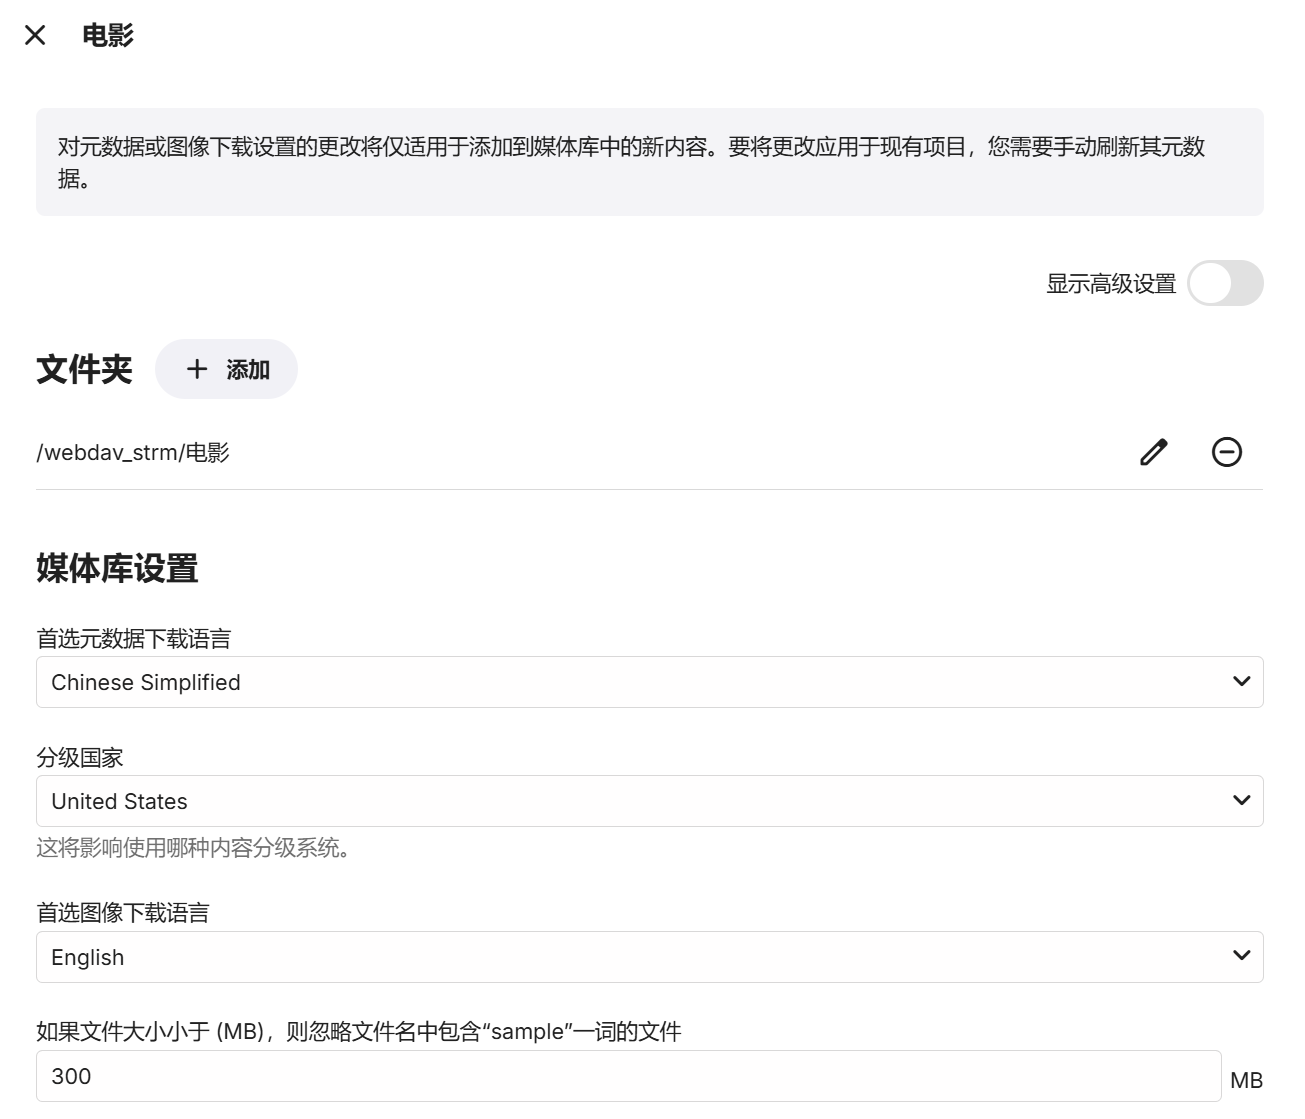 电影
对元数据或图像下载设置的更改将仅适用于添加到媒体库中的新内容。要将更改应用于现有项目，您需要手动刷新其元数
据。
显示高级设置
文件夹
添加
/webdav_strm/电影
媒体库设置
首选元数据下载语言
Chinese Simplified
分级国家
United States
这将影响使用哪种内容分级系统。
首选图像下载语言
English
如果文件大小小于 (MB)，则忽略文件名中包含“sample”一词的文件
300
MB